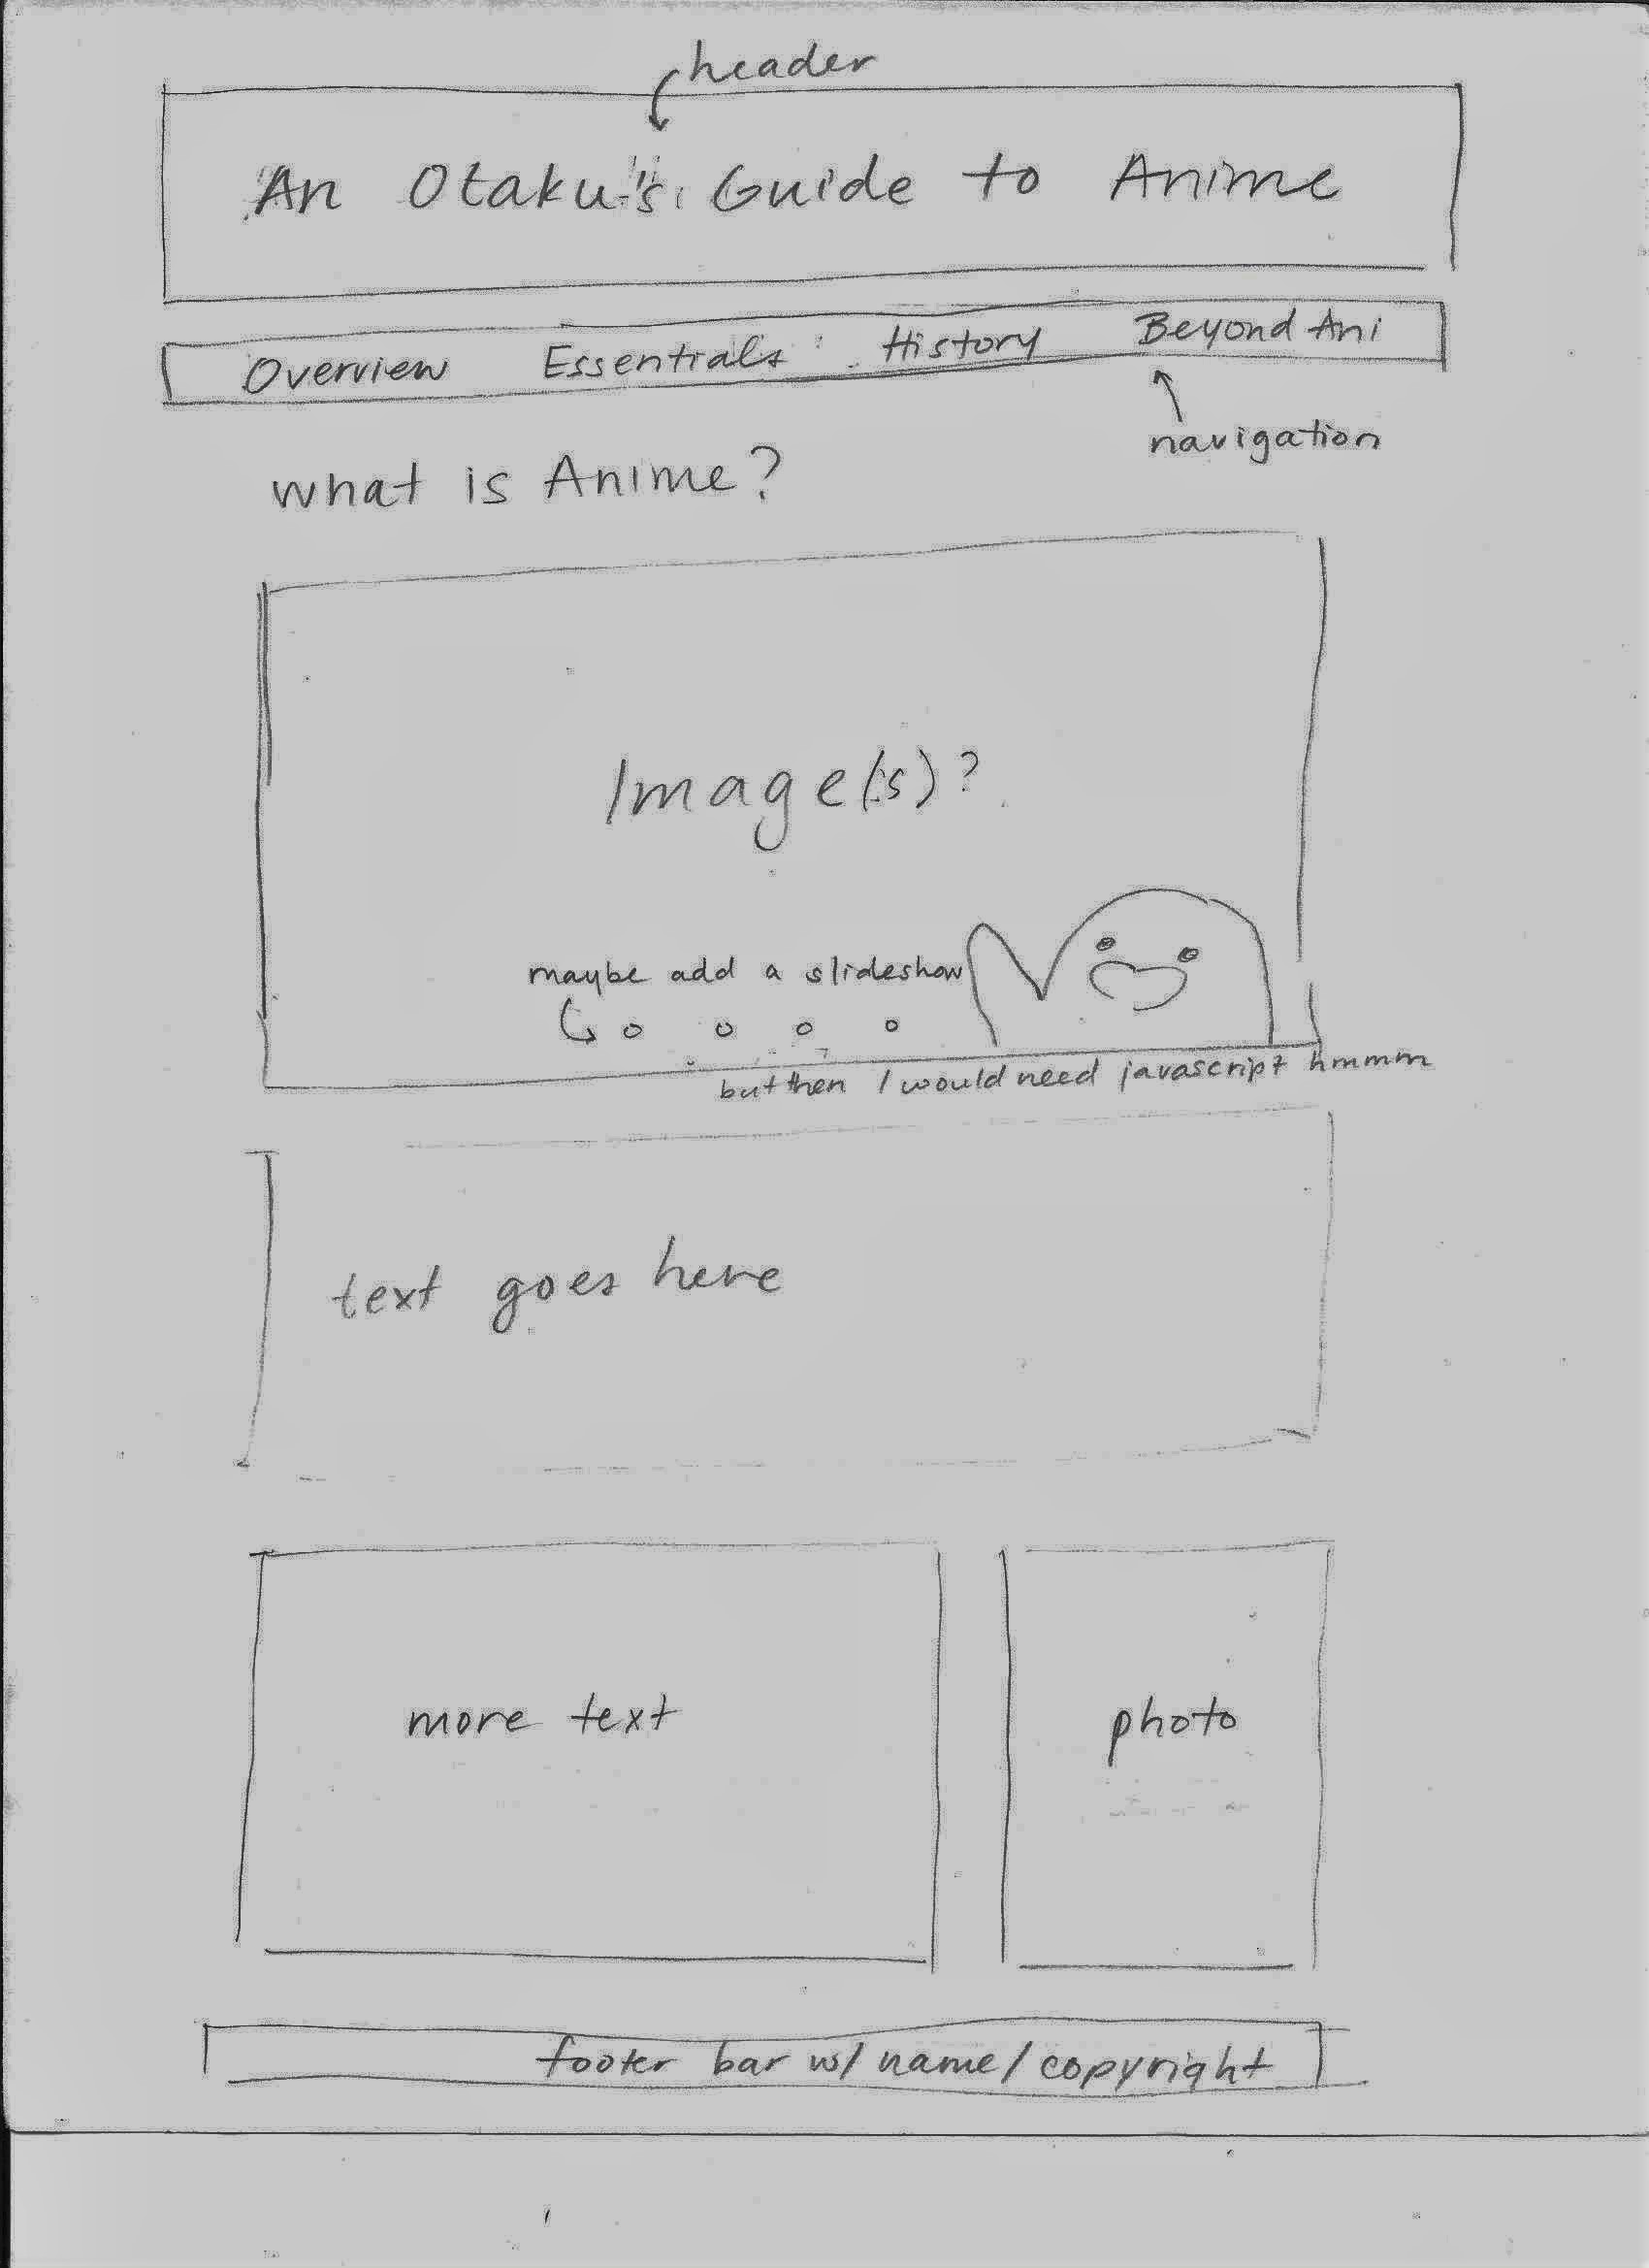 header
An Otaku's Guide to Anime
Overview Essentials History Beyond Ani
navigation
what is Anime?
Image(s)?
maybe add a slideshow
but then I would need javascript hmmm
text goes here
more text
photo
footer bar w/ name/copyright